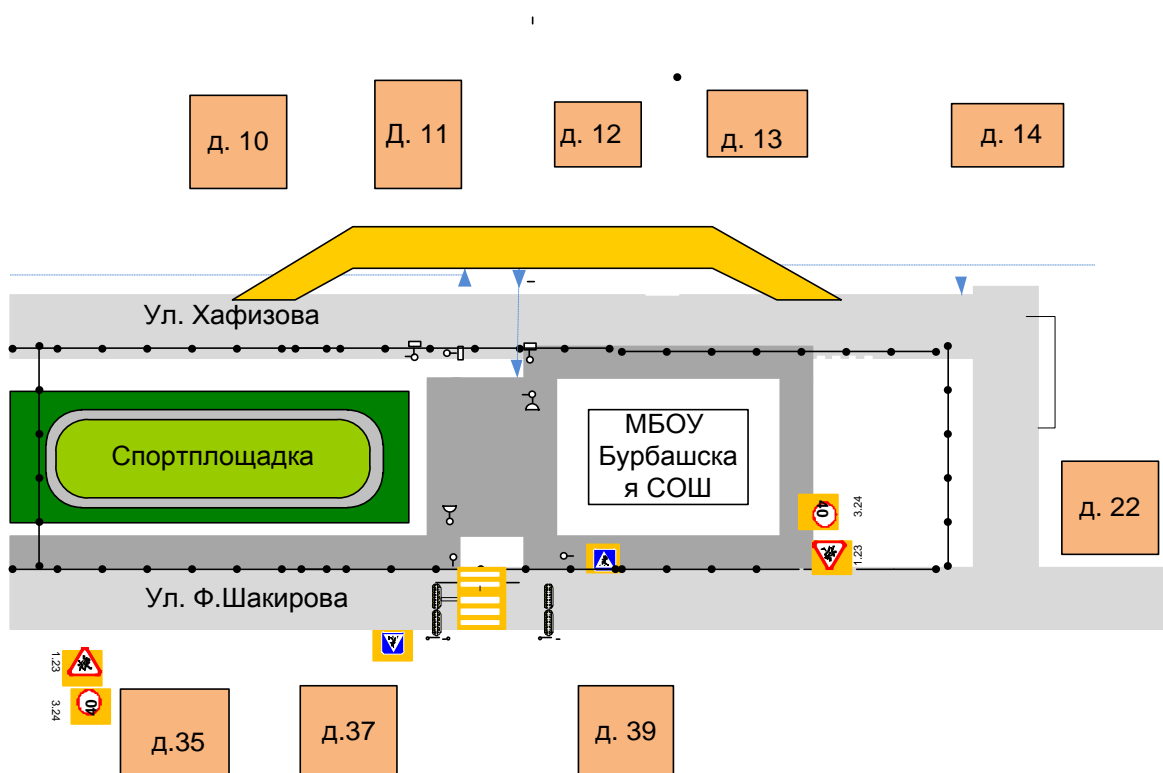 д. 10
Д. 11
д. 12
д. 13
д. 14
Ул. Хафизова
Спортплощадка
МБОУ
Бурбашска
я СОШ
40
3.24
1.23
д. 22
Ул. Ф.Шакирова
1.23
40
3.24
д.35
д.37
д. 39